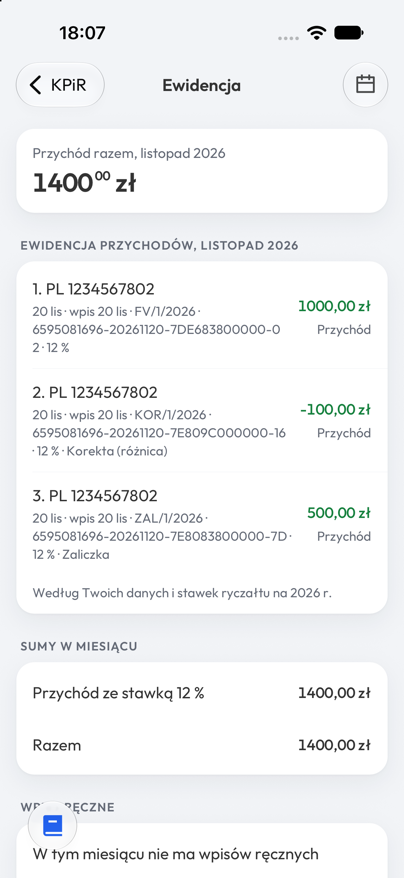 18:07
KPiR
Ewidencja
Przychód razem, listopad 2026
1400⁰⁰ zł
EWIDENCJA PRZYCHODÓW, LISTOPAD 2026
1. PL 1234567802
20 lis · wpis 20 lis · FV/1/2026 ·
6595081696-20261120-7DE683800000-0
2 · 12 %
1000,00 zł
Przychód
2. PL 1234567802
20 lis · wpis 20 lis · KOR/1/2026 ·
6595081696-20261120-7E809C000000-16
· 12 % · Korekta (różnica)
-100,00 zł
Przychód
3. PL 1234567802
20 lis · wpis 20 lis · ZAL/1/2026 ·
6595081696-20261120-7E8083800000-7D ·
12 % · Zaliczka
500,00 zł
Przychód
Według Twoich danych i stawek ryczałtu na 2026 r.
SUMY W MIESIĄCU
Przychód ze stawką 12 %
1400,00 zł
Razem
1400,00 zł
RĘCZNE
W tym miesiącu nie ma wpisów ręcznych